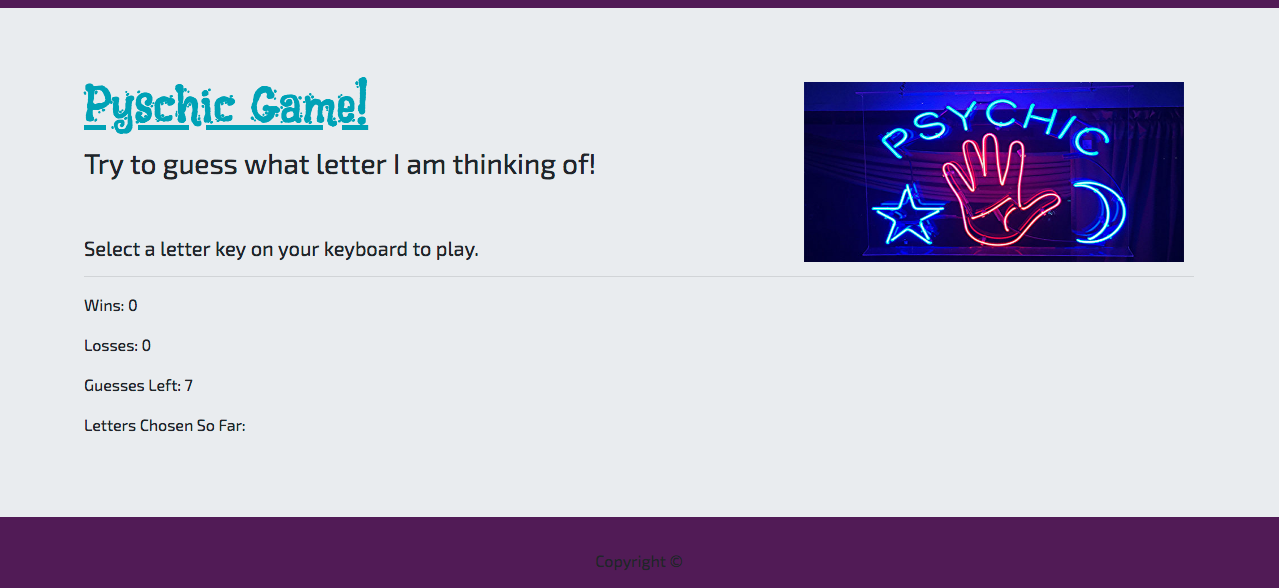 Pyschic Game!
Try to guess what letter I am thinking of!
PSYCHIC
Select a letter key on your keyboard to play.
Wins: 0
Losses: 0
Guesses Left: 7
Letters Chosen So Far:
Copyright ©